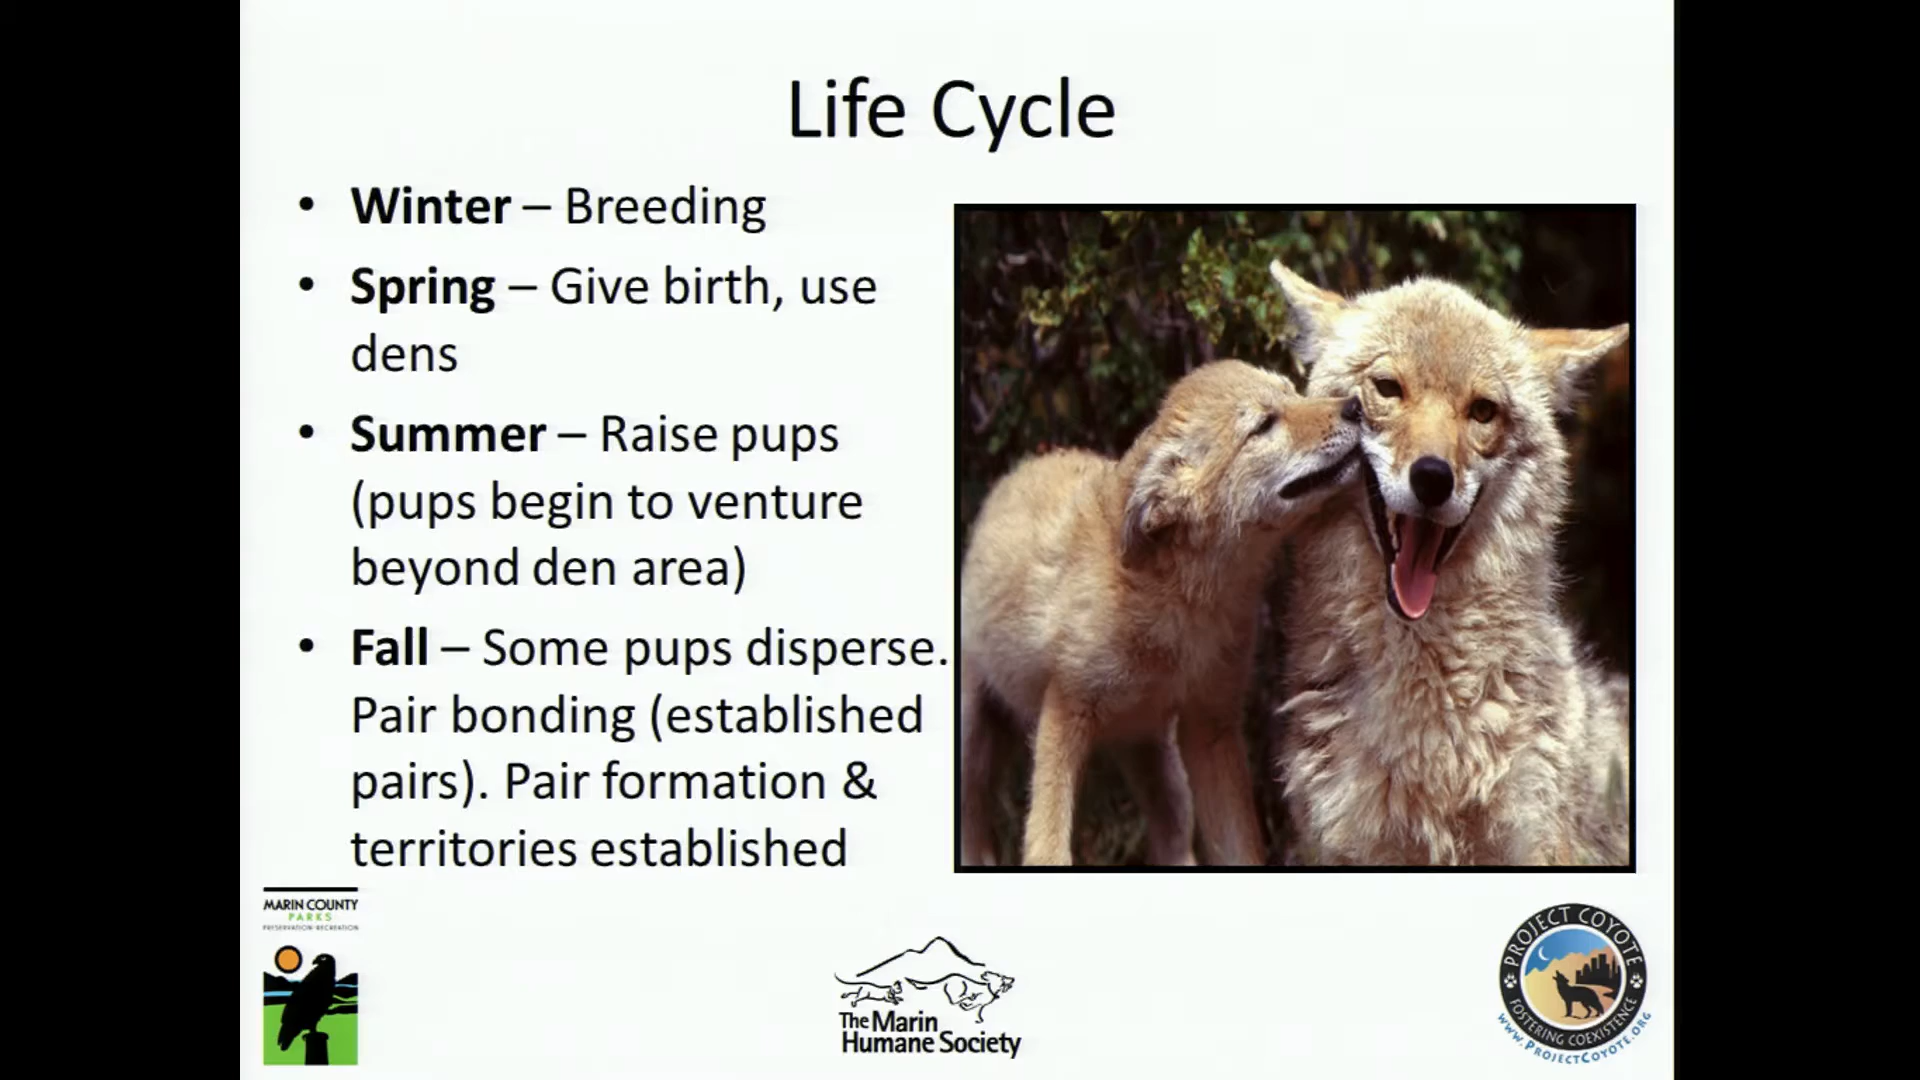 Life Cycle
• Winter – Breeding
• Spring – Give birth, use
dens
• Summer – Raise pups
(pups begin to venture
beyond den area)
• Fall – Some pups disperse.
Pair bonding (established
pairs). Pair formation &
territories established
MARIN COUNTY
PARKS
PRESERVATION•RECREATION
The Marin
Humane Society
PROJECT COYOTE
FOSTERING COEXISTENCE
WWW.PROJECTCOYOTE.ORG